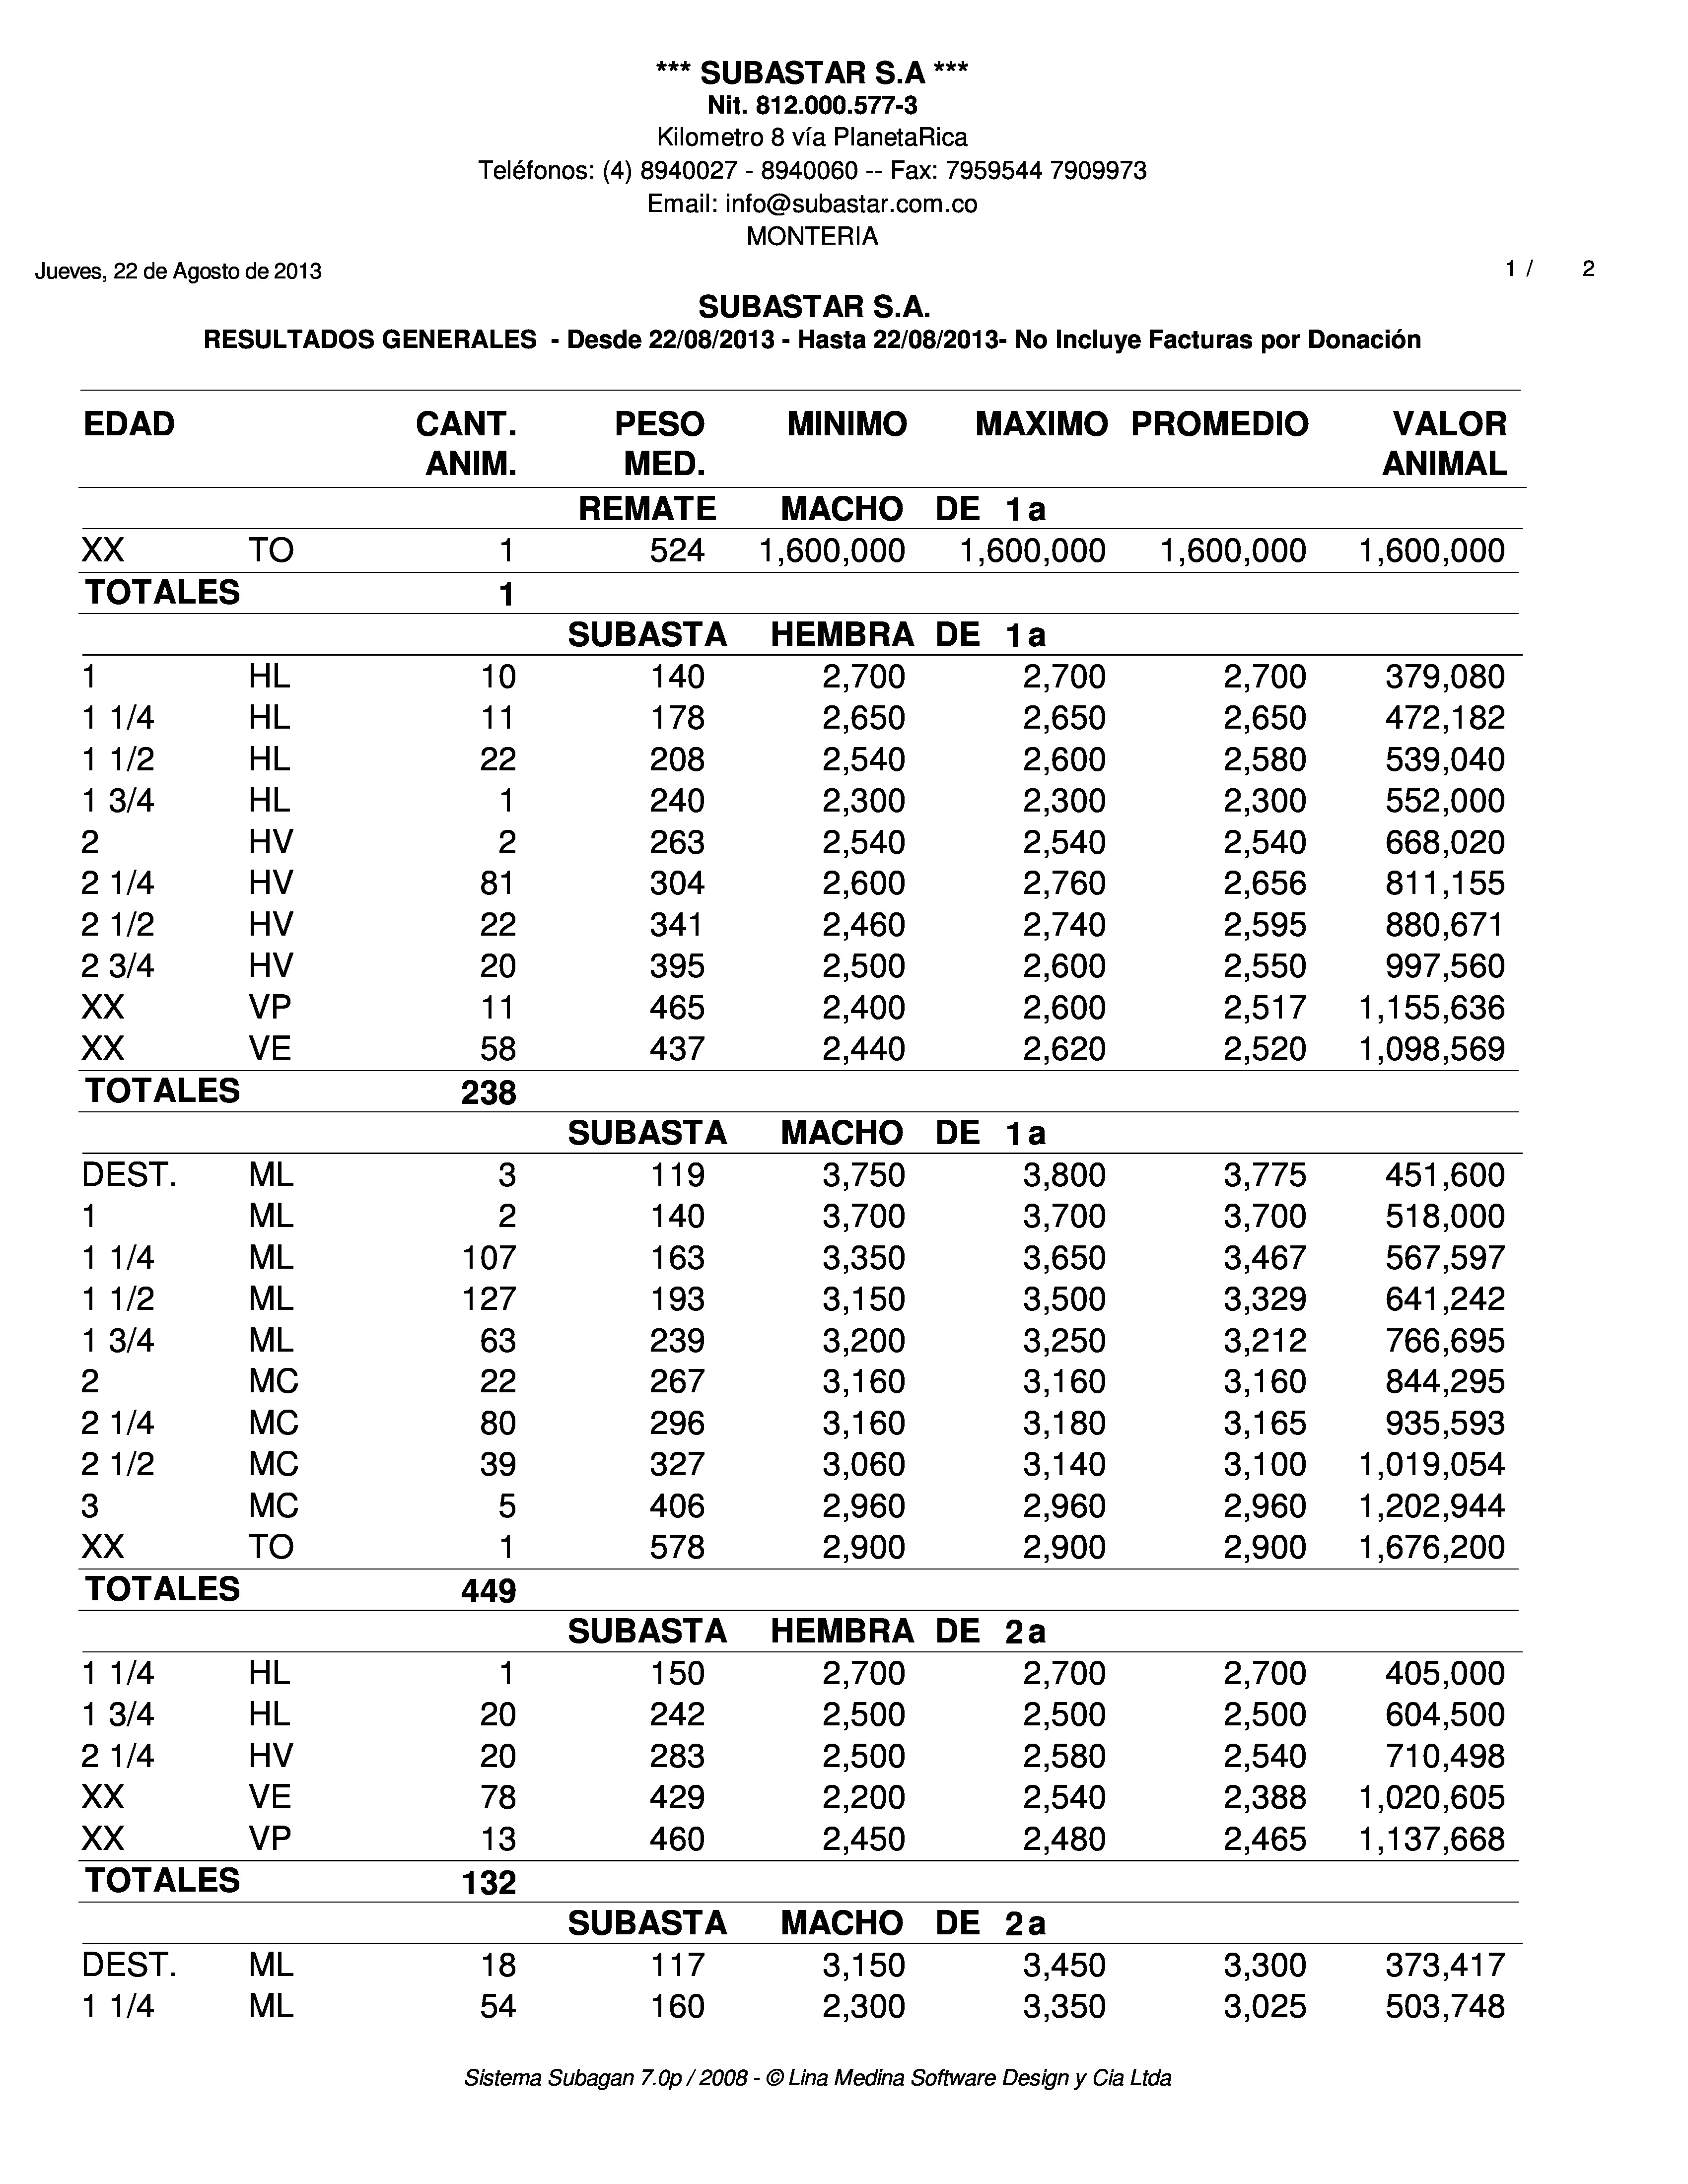 *** SUBASTAR S.A ***
Nit. 812.000.577-3
Kilometro 8 vía PlanetaRica
Teléfonos: (4) 8940027 - 8940060 -- Fax: 7959544 7909973
Email: info@subastar.com.co
MONTERIA
Jueves, 22 de Agosto de 2013 1 / 2
SUBASTAR S.A.
RESULTADOS GENERALES - Desde 22/08/2013 - Hasta 22/08/2013- No Incluye Facturas por Donación
EDAD CANT. PESO MINIMO MAXIMO PROMEDIO VALOR
ANIM. MED. ANIMAL
REMATE MACHO DE 1a
XX TO 1 524 1,600,000 1,600,000 1,600,000 1,600,000
TOTALES 1
SUBASTA HEMBRA DE 1a
1 HL 10 140 2,700 2,700 2,700 379,080
1 1/4 HL 11 178 2,650 2,650 2,650 472,182
1 1/2 HL 22 208 2,540 2,600 2,580 539,040
1 3/4 HL 1 240 2,300 2,300 2,300 552,000
2 HV 2 263 2,540 2,540 2,540 668,020
2 1/4 HV 81 304 2,600 2,760 2,656 811,155
2 1/2 HV 22 341 2,460 2,740 2,595 880,671
2 3/4 HV 20 395 2,500 2,600 2,550 997,560
XX VP 11 465 2,400 2,600 2,517 1,155,636
XX VE 58 437 2,440 2,620 2,520 1,098,569
TOTALES 238
SUBASTA MACHO DE 1a
DEST. ML 3 119 3,750 3,800 3,775 451,600
1 ML 2 140 3,700 3,700 3,700 518,000
1 1/4 ML 107 163 3,350 3,650 3,467 567,597
1 1/2 ML 127 193 3,150 3,500 3,329 641,242
1 3/4 ML 63 239 3,200 3,250 3,212 766,695
2 MC 22 267 3,160 3,160 3,160 844,295
2 1/4 MC 80 296 3,160 3,180 3,165 935,593
2 1/2 MC 39 327 3,060 3,140 3,100 1,019,054
3 MC 5 406 2,960 2,960 2,960 1,202,944
XX TO 1 578 2,900 2,900 2,900 1,676,200
TOTALES 449
SUBASTA HEMBRA DE 2a
1 1/4 HL 1 150 2,700 2,700 2,700 405,000
1 3/4 HL 20 242 2,500 2,500 2,500 604,500
2 1/4 HV 20 283 2,500 2,580 2,540 710,498
XX VE 78 429 2,200 2,540 2,388 1,020,605
XX VP 13 460 2,450 2,480 2,465 1,137,668
TOTALES 132
SUBASTA MACHO DE 2a
DEST. ML 18 117 3,150 3,450 3,300 373,417
1 1/4 ML 54 160 2,300 3,350 3,025 503,748
Sistema Subagan 7.0p / 2008 - © Lina Medina Software Design y Cia Ltda